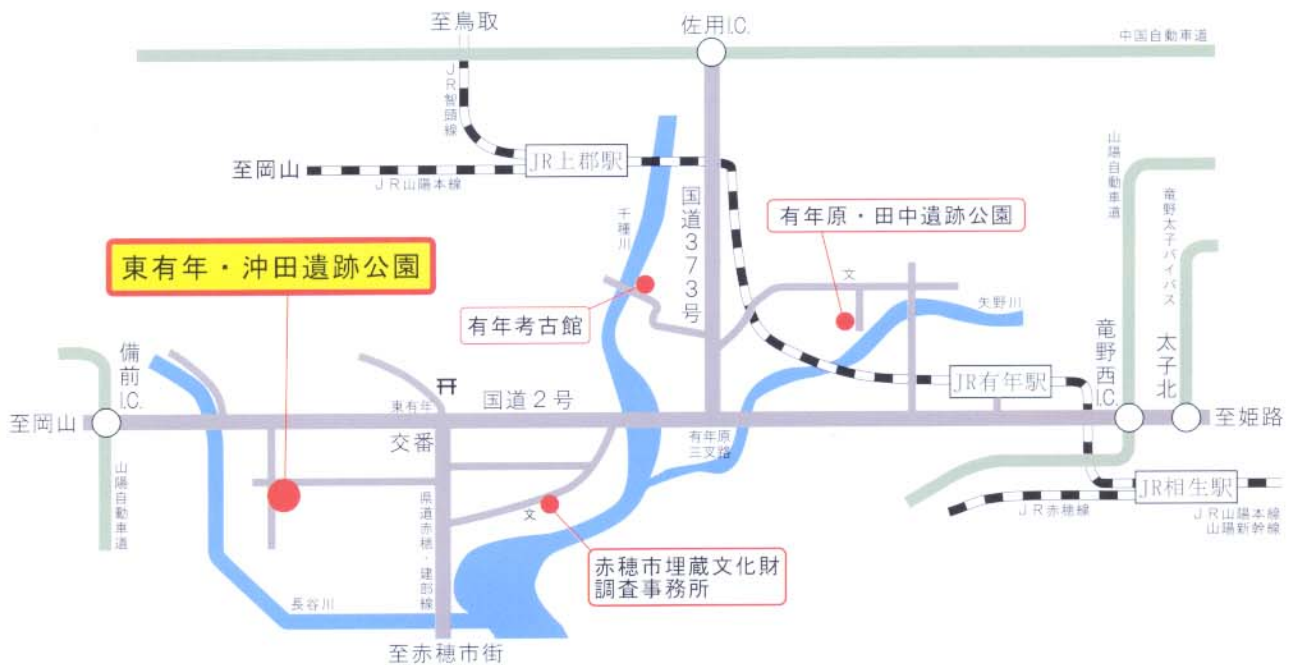 至鳥取
佐用I.C.
中国自動車道
JR智頭線
至岡山
JR山陽本線
JR上郡駅
千種川
国道373号
有年原・田中遺跡公園
文
山陽自動車道
竜野太子バイパス
東有年・沖田遺跡公園
有年考古館
矢野川
備前I.C.
竜野西I.C.
太子北
JR有年駅
東有年
国道2号
至岡山
至姫路
交番
有年原
三叉路
山陽自動車道
県道赤穂・建部線
文
JR相生駅
JR赤穂線
JR山陽本線
山陽新幹線
赤穂市埋蔵文化財
調査事務所
長谷川
至赤穂市街